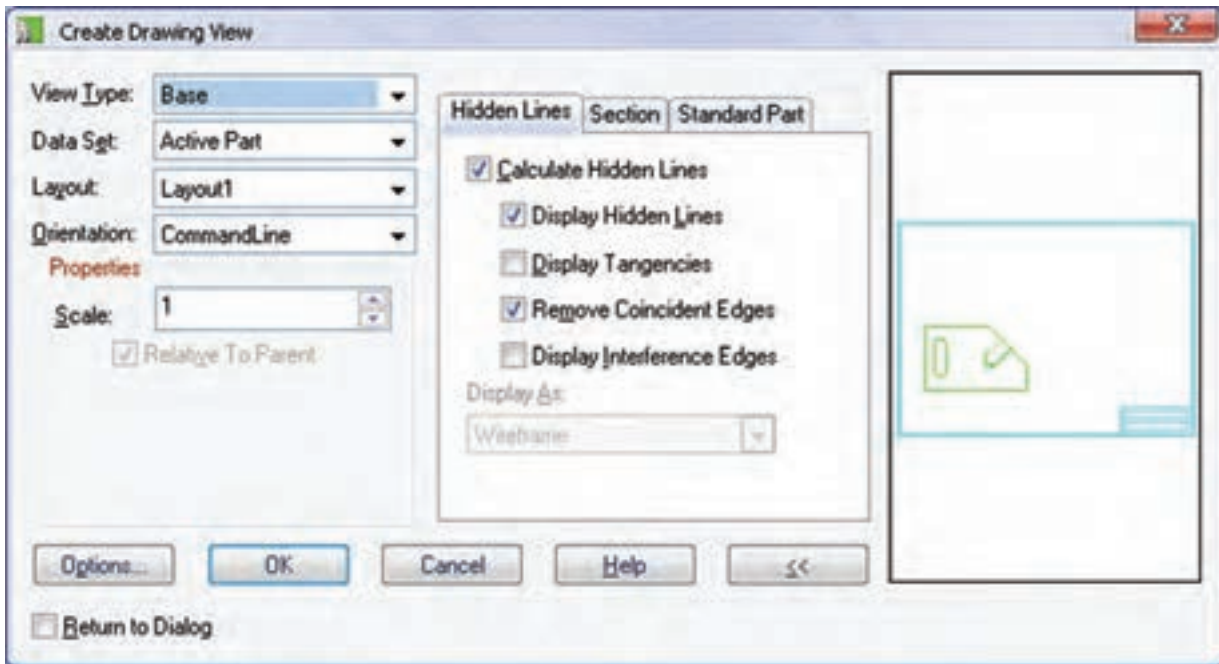 Create Drawing View
View Type: Base
Data Set: Active Part
Layout: Layout1
Orientation: CommandLine
Properties
Scale: 1
Relative To Parent
Hidden Lines Section Standard Part
Calculate Hidden Lines
Display Hidden Lines
Display Tangencies
Remove Coincident Edges
Display Interference Edges
Display As:
Wireframe
Options... OK Cancel Help <<
Return to Dialog